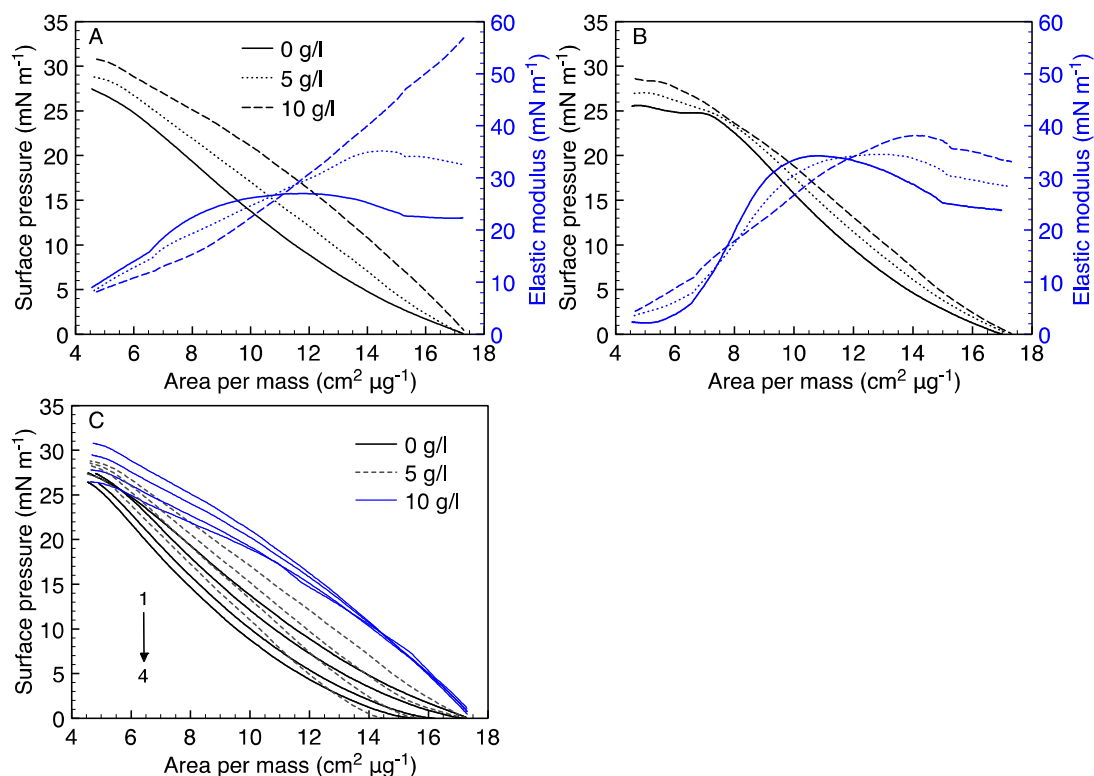 A
0 g/l
5 g/l
10 g/l
Surface pressure (mN m⁻¹)
35
30
25
20
15
10
5
0
4 6 8 10 12 14 16 18
Area per mass (cm² µg⁻¹)
60
50
40
30
20
10
0
Elastic modulus (mN m⁻¹)
B
Surface pressure (mN m⁻¹)
35
30
25
20
15
10
5
0
4 6 8 10 12 14 16 18
Area per mass (cm² µg⁻¹)
60
50
40
30
20
10
0
Elastic modulus (mN m⁻¹)
C
0 g/l
5 g/l
10 g/l
1
4
Surface pressure (mN m⁻¹)
35
30
25
20
15
10
5
0
4 6 8 10 12 14 16 18
Area per mass (cm² µg⁻¹)